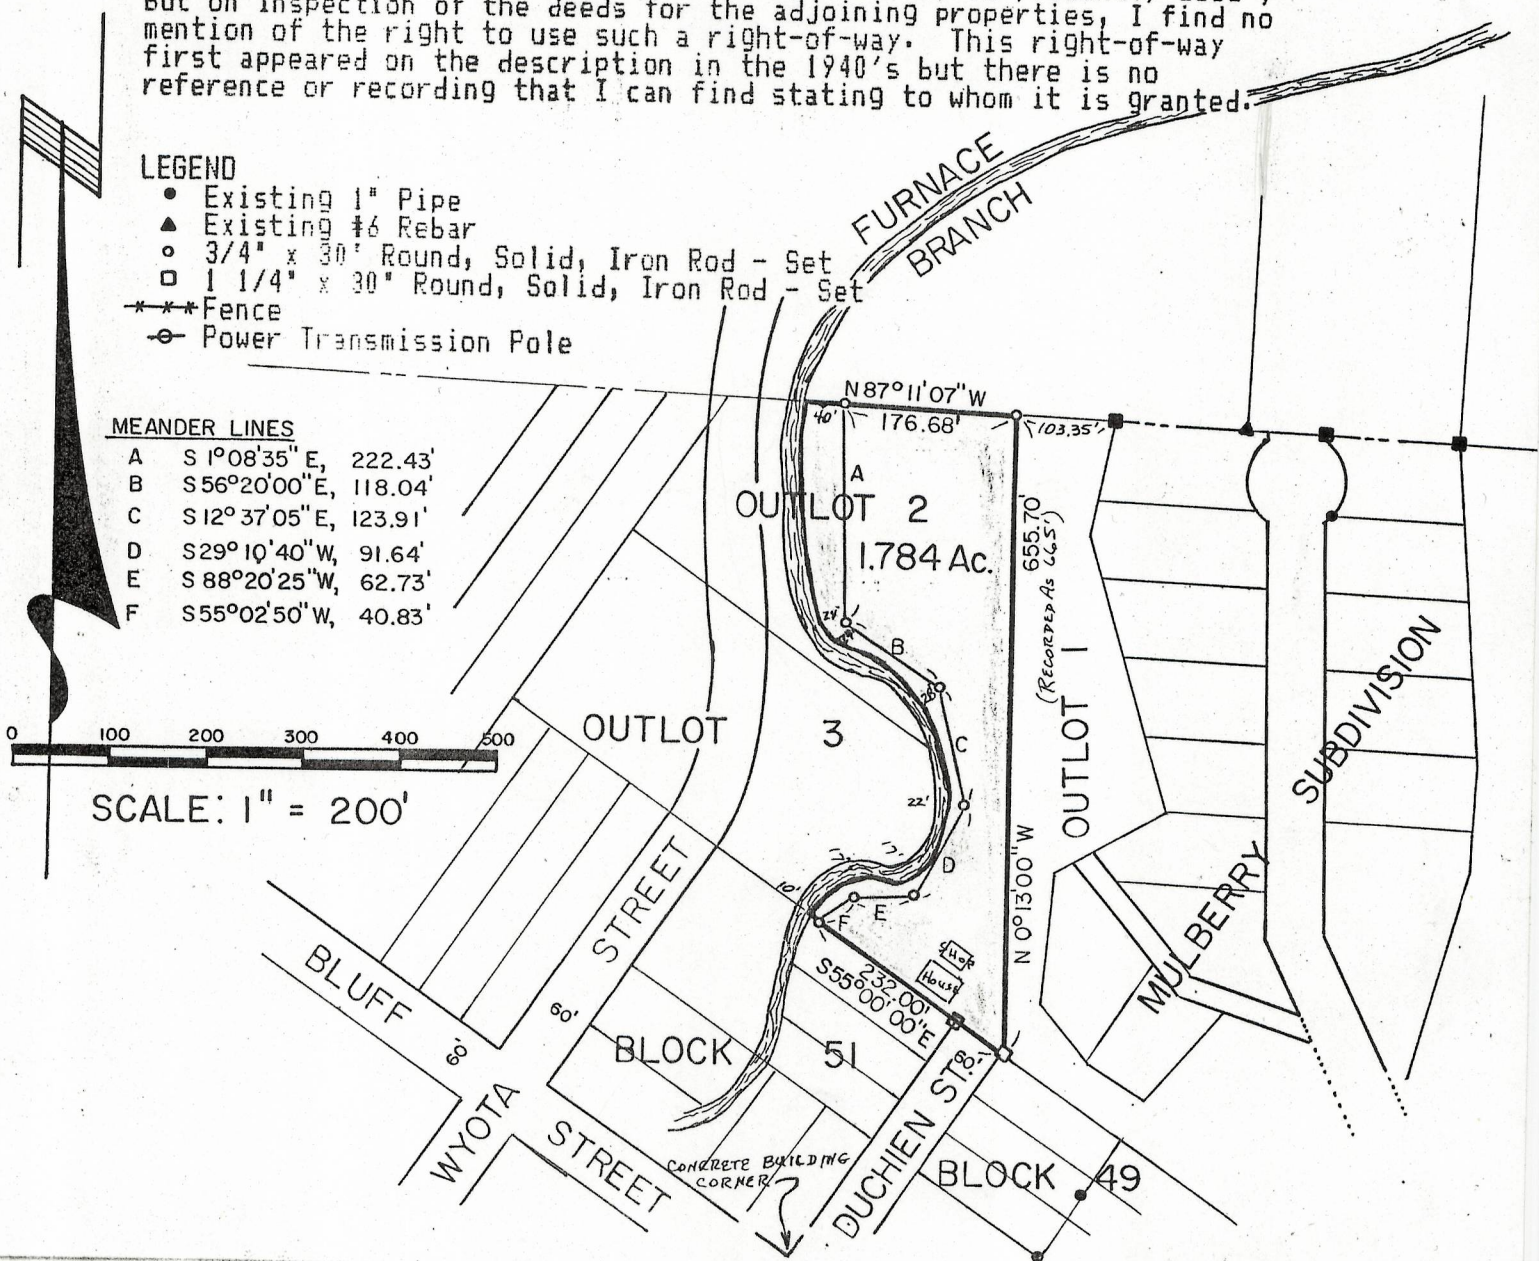 but on inspection of the deeds for the adjoining properties, I find no
mention of the right to use such a right-of-way. This right-of-way
first appeared on the description in the 1940's but there is no
reference or recording that I can find stating to whom it is granted.
LEGEND
Existing 1" Pipe
Existing #6 Rebar
3/4" x 30" Round, Solid, Iron Rod - Set
1 1/4" x 30" Round, Solid, Iron Rod - Set
Fence
Power Transmission Pole
MEANDER LINES
A S 1°08'35" E, 222.43'
B S 56°20'00" E, 118.04'
C S 12°37'05" E, 123.91'
D S 29°10'40" W, 91.64'
E S 88°20'25" W, 62.73'
F S 55°02'50" W, 40.83'
0 100 200 300 400 500
SCALE: 1" = 200'
FURNACE
BRANCH
N 87°11'07" W
40' 176.68' 103.35'
A
OUTLOT 2
1.784 Ac.
655.70'
(RECORDED AS 665')
24'
B
28'
C
OUTLOT 3
OUTLOT 1
22'
D
N 0°13'00" W
10'
E
F
SHOP
House
232.00'
S 55°00'00" E
60'
STREET
BLUFF
60'
60'
BLOCK 51
WYOTA
STREET
DUCHIEN ST.
BLOCK 49
CONCRETE BUILDING
CORNER
MULBERRY
SUBDIVISION